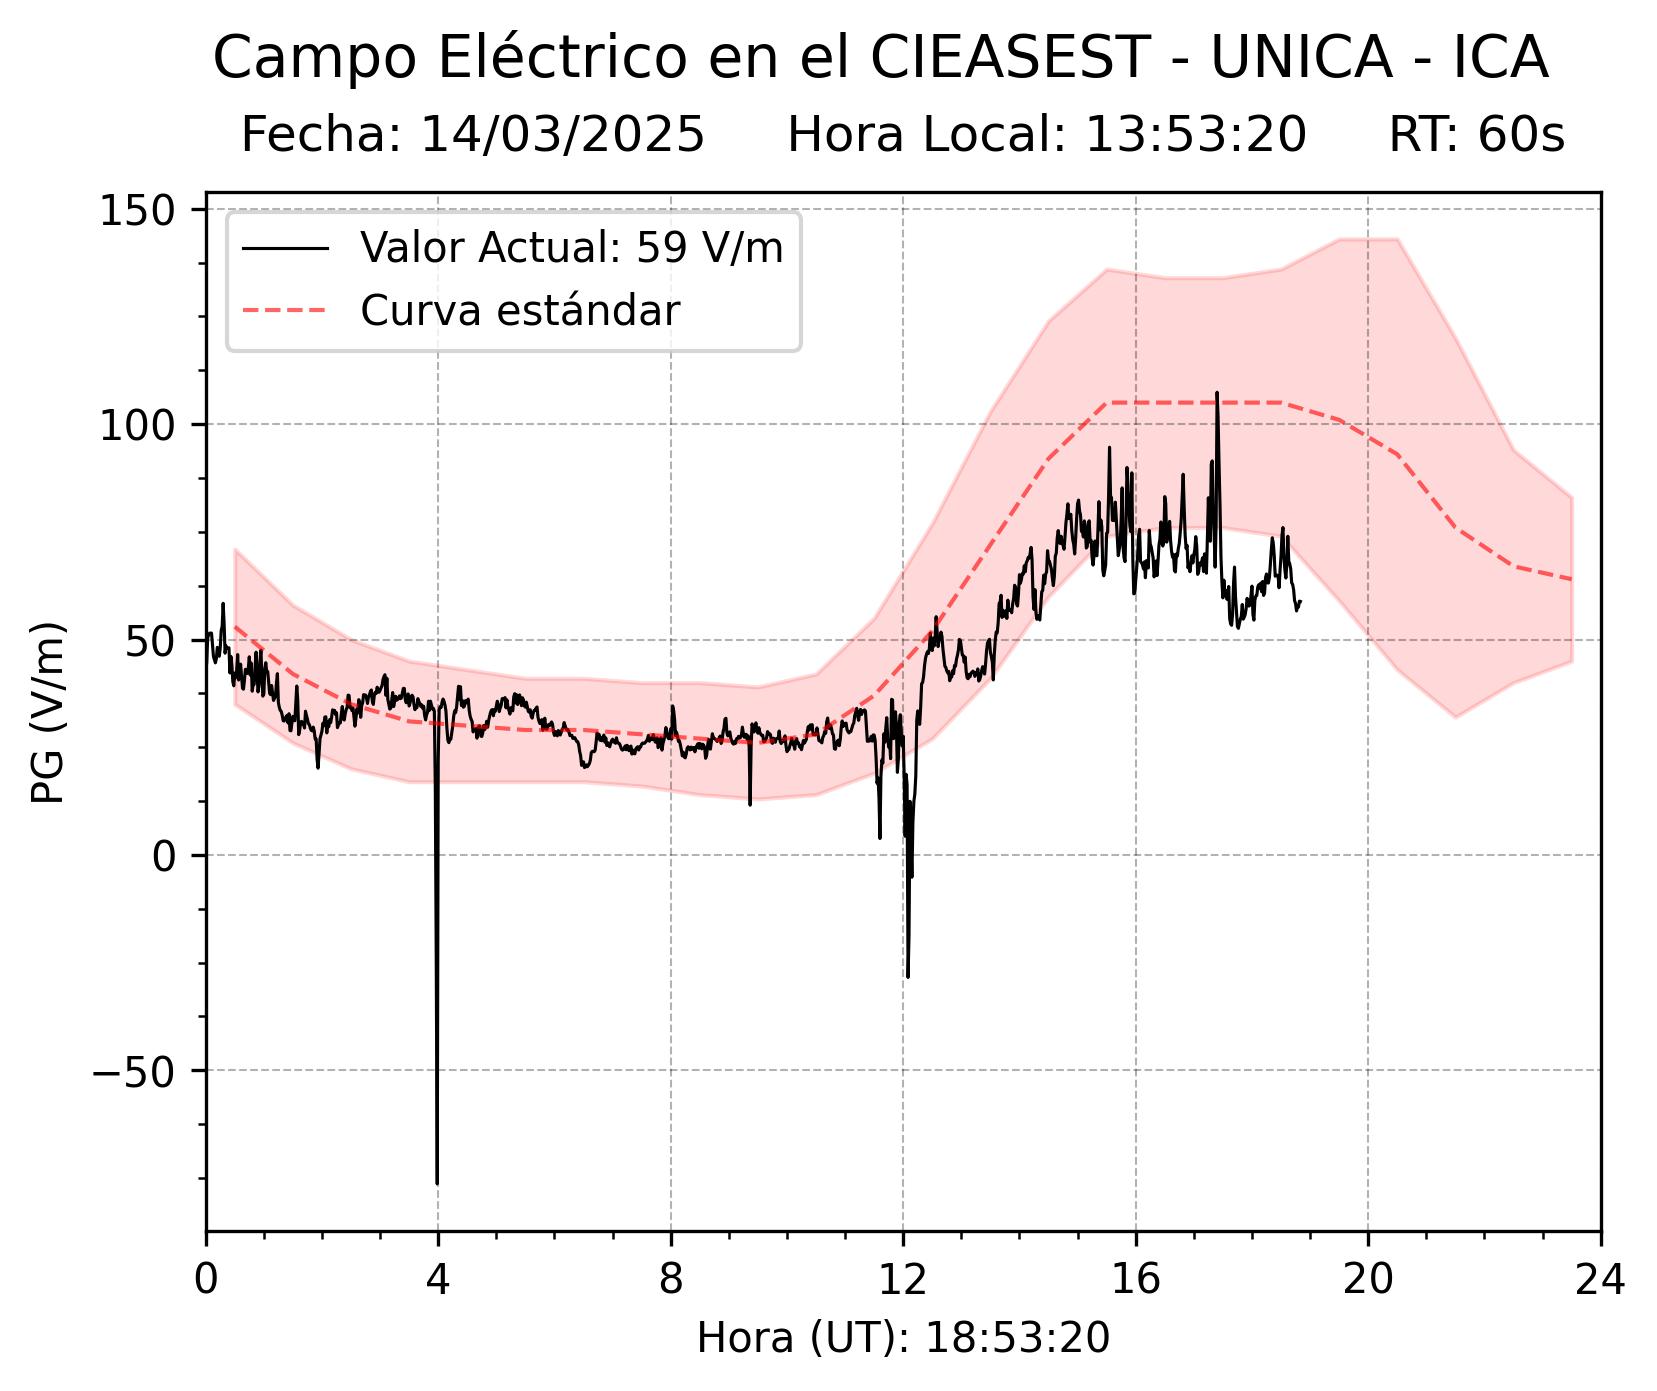 Campo Eléctrico en el CIEASEST - UNICA - ICA
Fecha: 14/03/2025 Hora Local: 13:53:20 RT: 60s
Valor Actual: 59 V/m
Curva estándar
PG (V/m)
150
100
50
0
−50
0 4 8 12 16 20 24
Hora (UT): 18:53:20